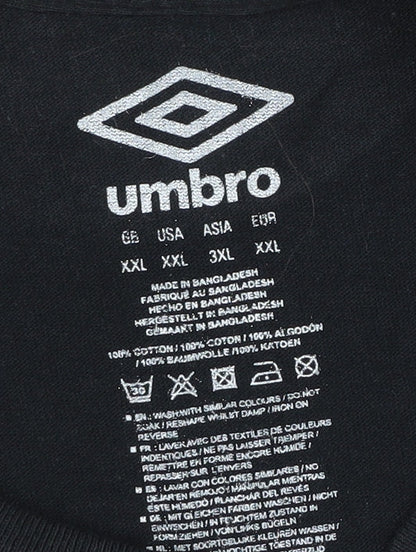 umbro
GB USA ASIA EUR
XXL XXL 3XL XXL
MADE IN BANGLADESH
FABRIQUÉ AU BANGLADESH
HECHO EN BANGLADESH
HERGESTELLT IN BANGLADESH
GEMAAKT IN BANGLADESH
100% COTTON / 100% COTON / 100% ALGODÓN
/ 100% BAUMWOLLE /100% KATOEN
30
EN : WASH WITH SIMILAR COLOURS / DO NOT
SOAK / RESHAPE WHILST DAMP / IRON ON
REVERSE
FR : LAVER AVEC DES TEXTILES DE COULEURS
INDENTIQUES / NE PAS LAISSER TREMPER /
REMETTRE EN FORME ENCORE HUMIDE /
REPASSER SUR L'ENVERS
ES : LAVAR CON COLORES SIMILARES / NO
DEJAR EN REMOJO / MANIPULAR MIENTRAS
ESTÉ HÚMEDO / PLANCHAR DEL REVÉS
DE : MIT GLEICHEN FARBEN WASCHEN / NICHT
EINWEICHEN / IN FEUCHTEM ZUSTAND IN
FORM ZIEHEN / VON LINKS BÜGELN
NL : MET SOORTGELIJKE KLEUREN WASSEN /